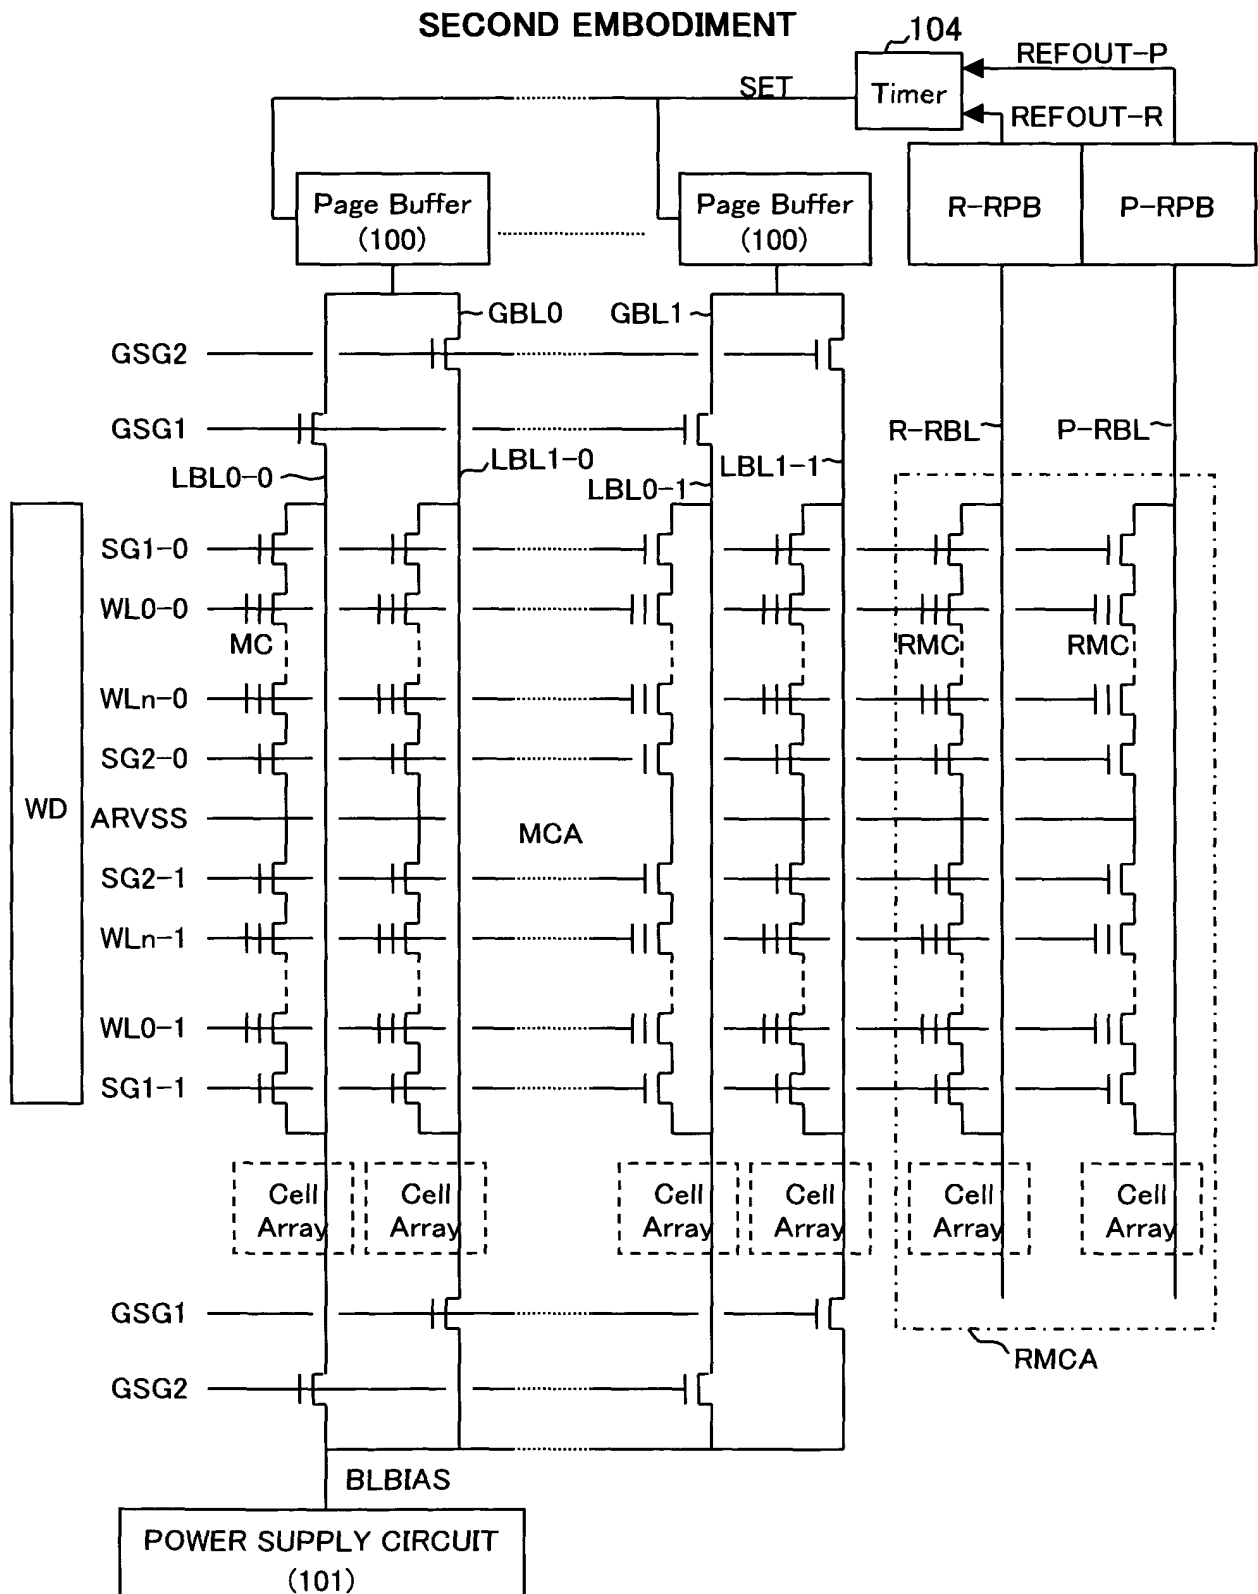 SECOND EMBODIMENT
104
REFOUT-P
SET
Timer
REFOUT-R
Page Buffer
(100)
Page Buffer
(100)
R-RPB
P-RPB
GBL0
GBL1
GSG2
GSG1
R-RBL
P-RBL
LBL0-0
LBL1-0
LBL0-1
LBL1-1
SG1-0
WL0-0
MC
RMC
RMC
WLn-0
SG2-0
WD
ARVSS
MCA
SG2-1
WLn-1
WL0-1
SG1-1
Cell
Array
Cell
Array
Cell
Array
Cell
Array
Cell
Array
Cell
Array
GSG1
RMCA
GSG2
BLBIAS
POWER SUPPLY CIRCUIT
(101)